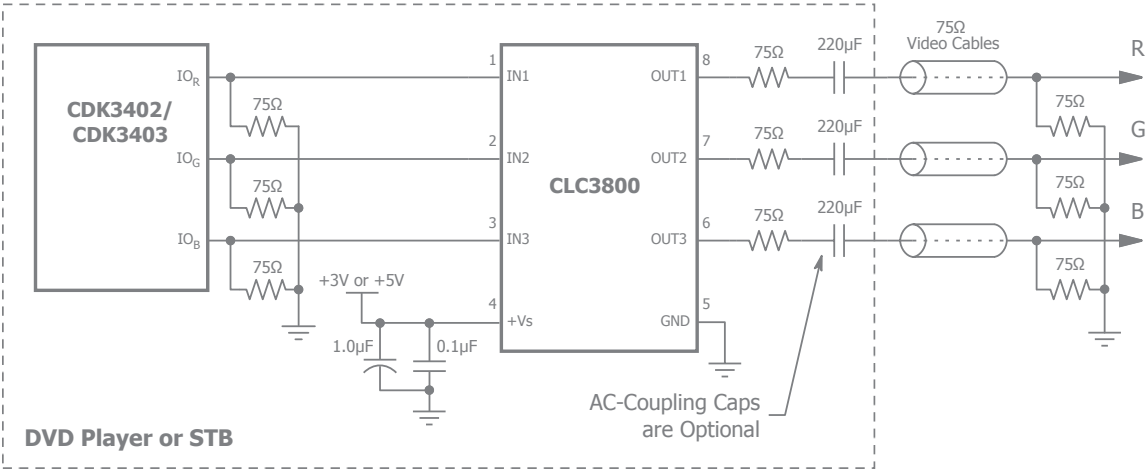 75Ω
Video Cables
R
1
IO_R
IN1
OUT1
8
75Ω
220µF
CDK3402/
CDK3403
75Ω
75Ω
G
2
IO_G
IN2
OUT2
7
75Ω
220µF
CLC3800
75Ω
75Ω
B
3
IO_B
IN3
OUT3
6
75Ω
220µF
75Ω
75Ω
+3V or +5V
4
+Vs
GND
5
1.0µF
0.1µF
AC-Coupling Caps
are Optional
DVD Player or STB